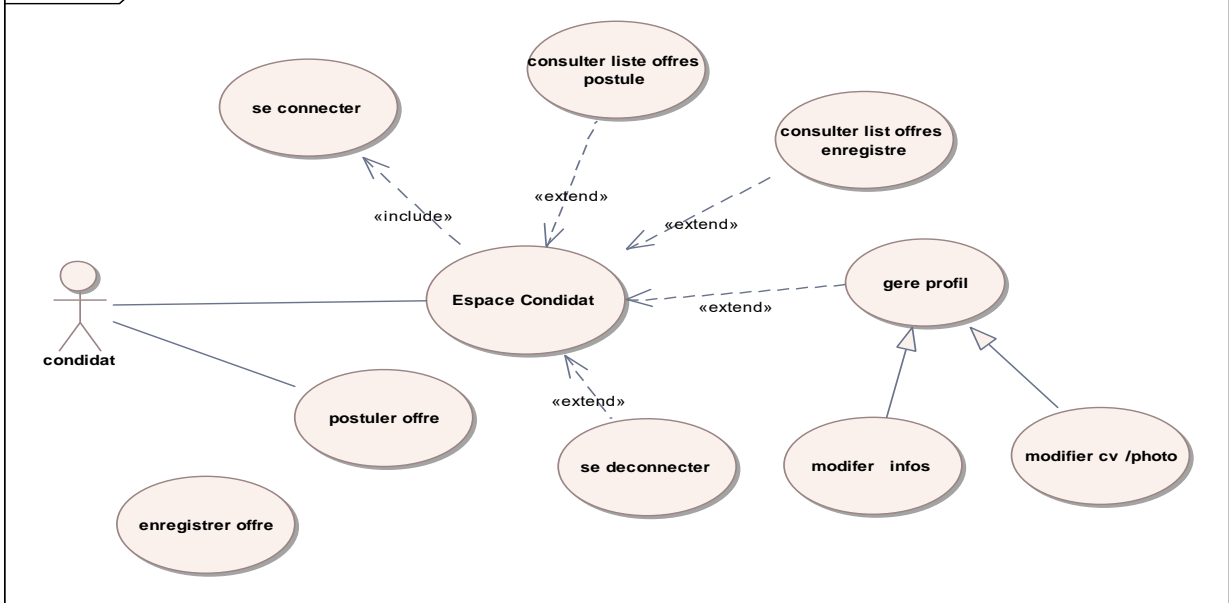 consulter liste offres
postule
se connecter
consulter list offres
enregistre
«extend»
«include»
«extend»
gere profil
Espace Condidat
«extend»
condidat
«extend»
postuler offre
se deconnecter
modifer infos
modifier cv /photo
enregistrer offre